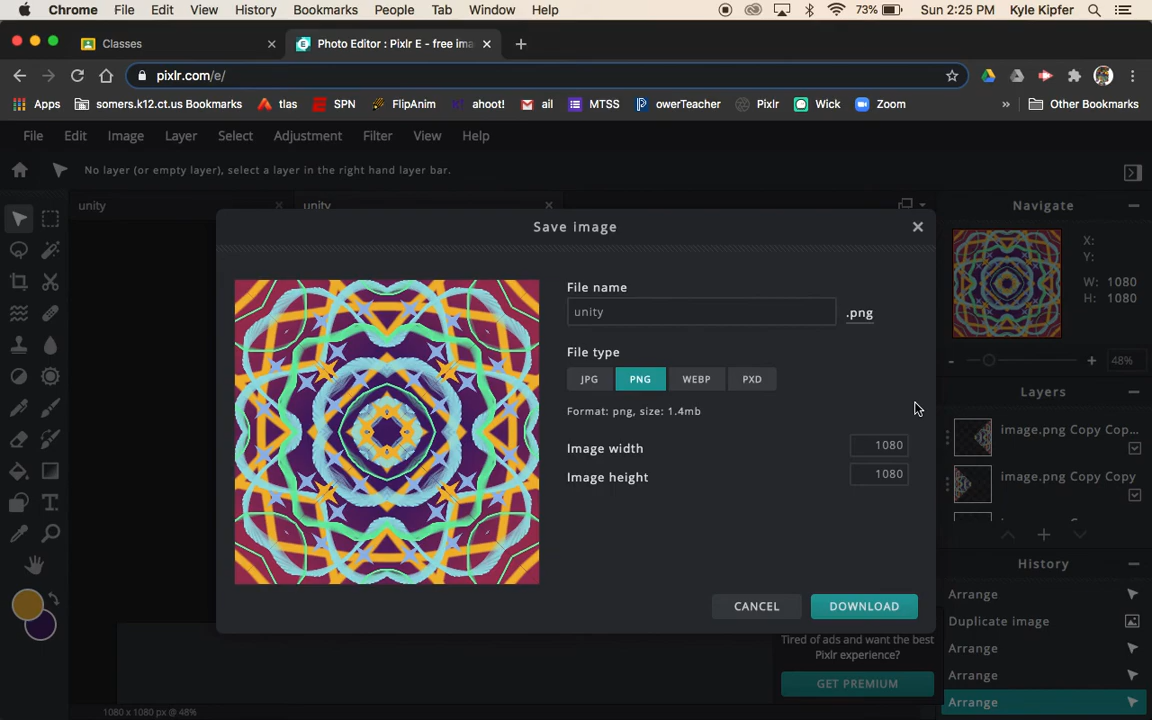 Chrome File Edit View History Bookmarks People Tab Window Help 73% Sun 2:25 PM Kyle Kipfer
Classes Photo Editor : Pixlr E - free ima
pixlr.com/e/
Apps somers.k12.ct.us Bookmarks tlas SPN FlipAnim ahoot! ail MTSS owerTeacher Pixlr Wick Zoom » Other Bookmarks
File Edit Image Layer Select Adjustment Filter View Help
No layer (or empty layer), select a layer in the right hand layer bar.
unity unity Navigate
Save image
X:
Y:
W: 1080
H: 1080
File name
unity .png
File type
JPG PNG WEBP PXD
Format: png, size: 1.4mb
Image width 1080
Image height 1080
CANCEL DOWNLOAD
- + 48%
Layers
image.png Copy Cop...
image.png Copy Copy
History
Arrange
Duplicate image
Arrange
Arrange
Arrange
Tired of ads and want the best
Pixlr experience?
GET PREMIUM
1080 x 1080 px @ 48%